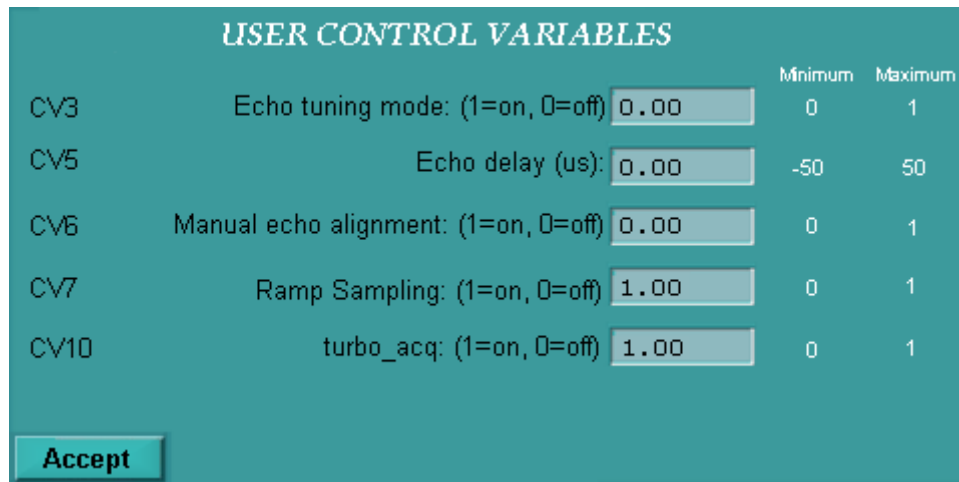 USER CONTROL VARIABLES
Minimum Maximum
CV3 Echo tuning mode: (1=on, 0=off) 0.00 0 1
CV5 Echo delay (us): 0.00 -50 50
CV6 Manual echo alignment: (1=on, 0=off) 0.00 0 1
CV7 Ramp Sampling: (1=on, 0=off) 1.00 0 1
CV10 turbo_acq: (1=on, 0=off) 1.00 0 1
Accept